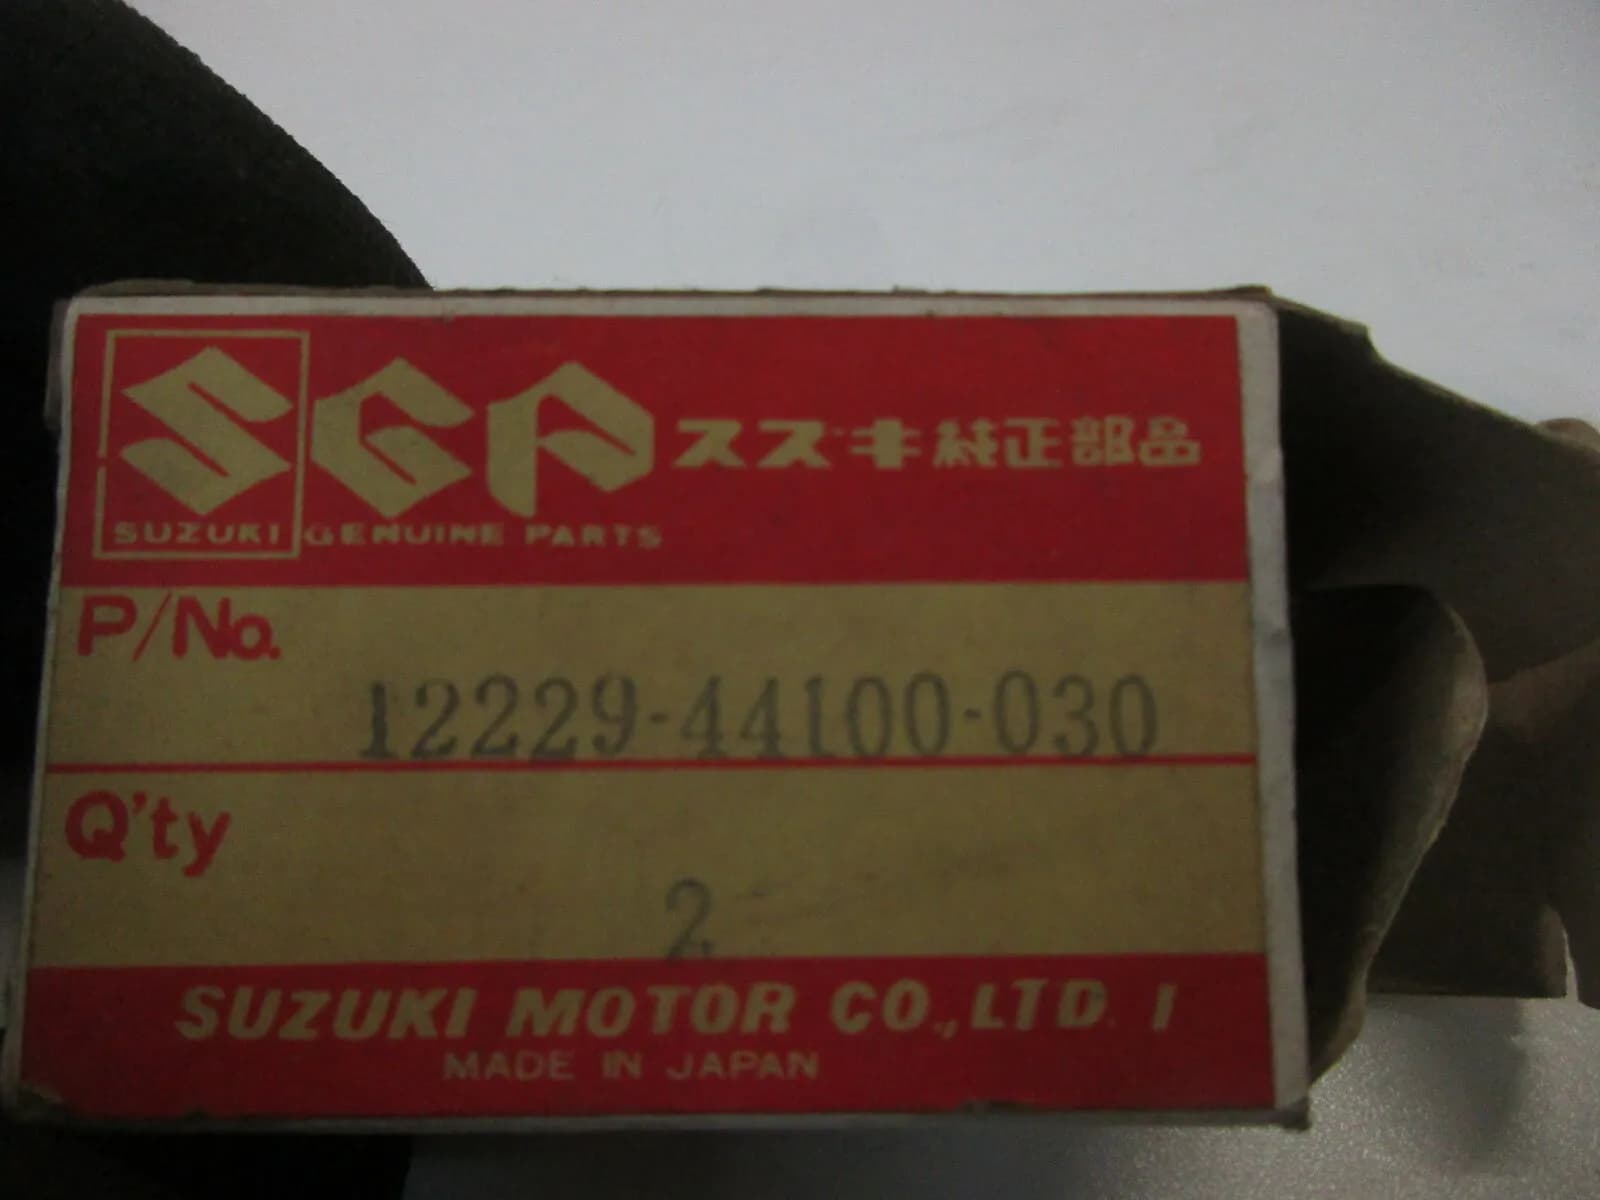 SGP スズキ純正部品
SUZUKI GENUINE PARTS
P/No.
12229-44100-030
Q'ty
2
SUZUKI MOTOR CO.,LTD. 1
MADE IN JAPAN